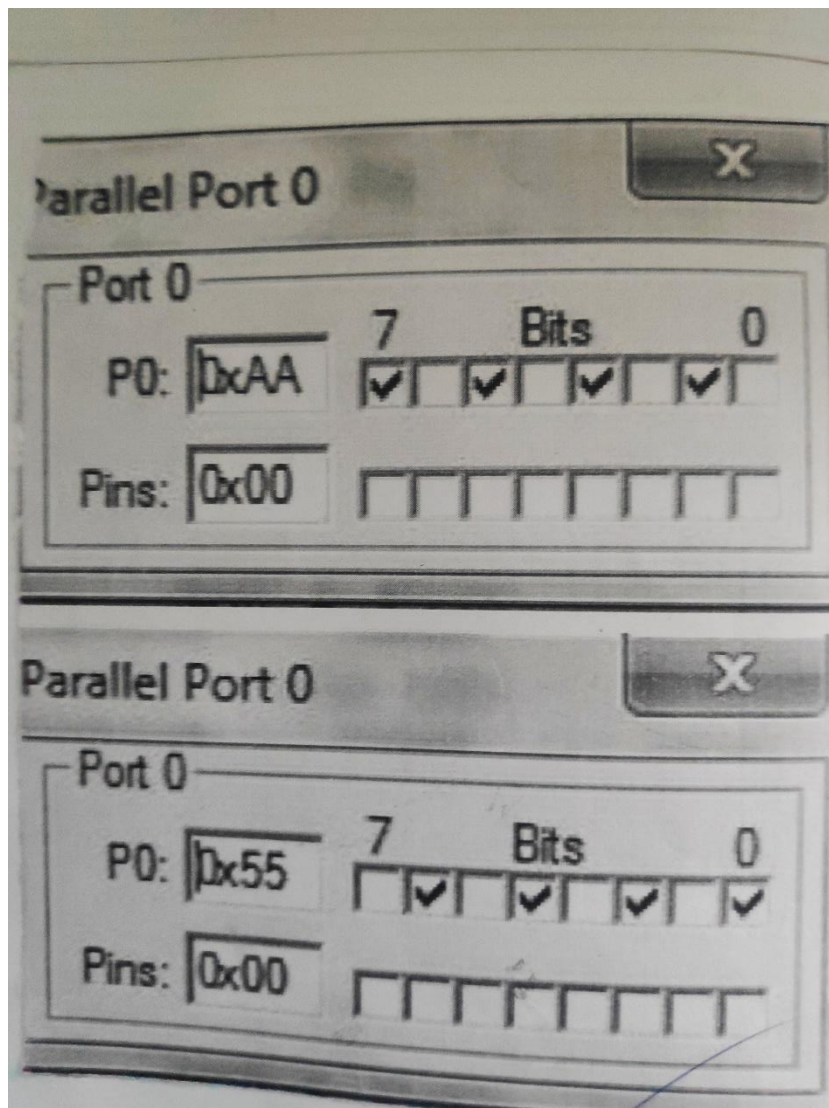 Parallel Port 0
Port 0
7 Bits 0
P0: 0xAA
Pins: 0x00
Parallel Port 0
Port 0
7 Bits 0
P0: 0x55
Pins: 0x00